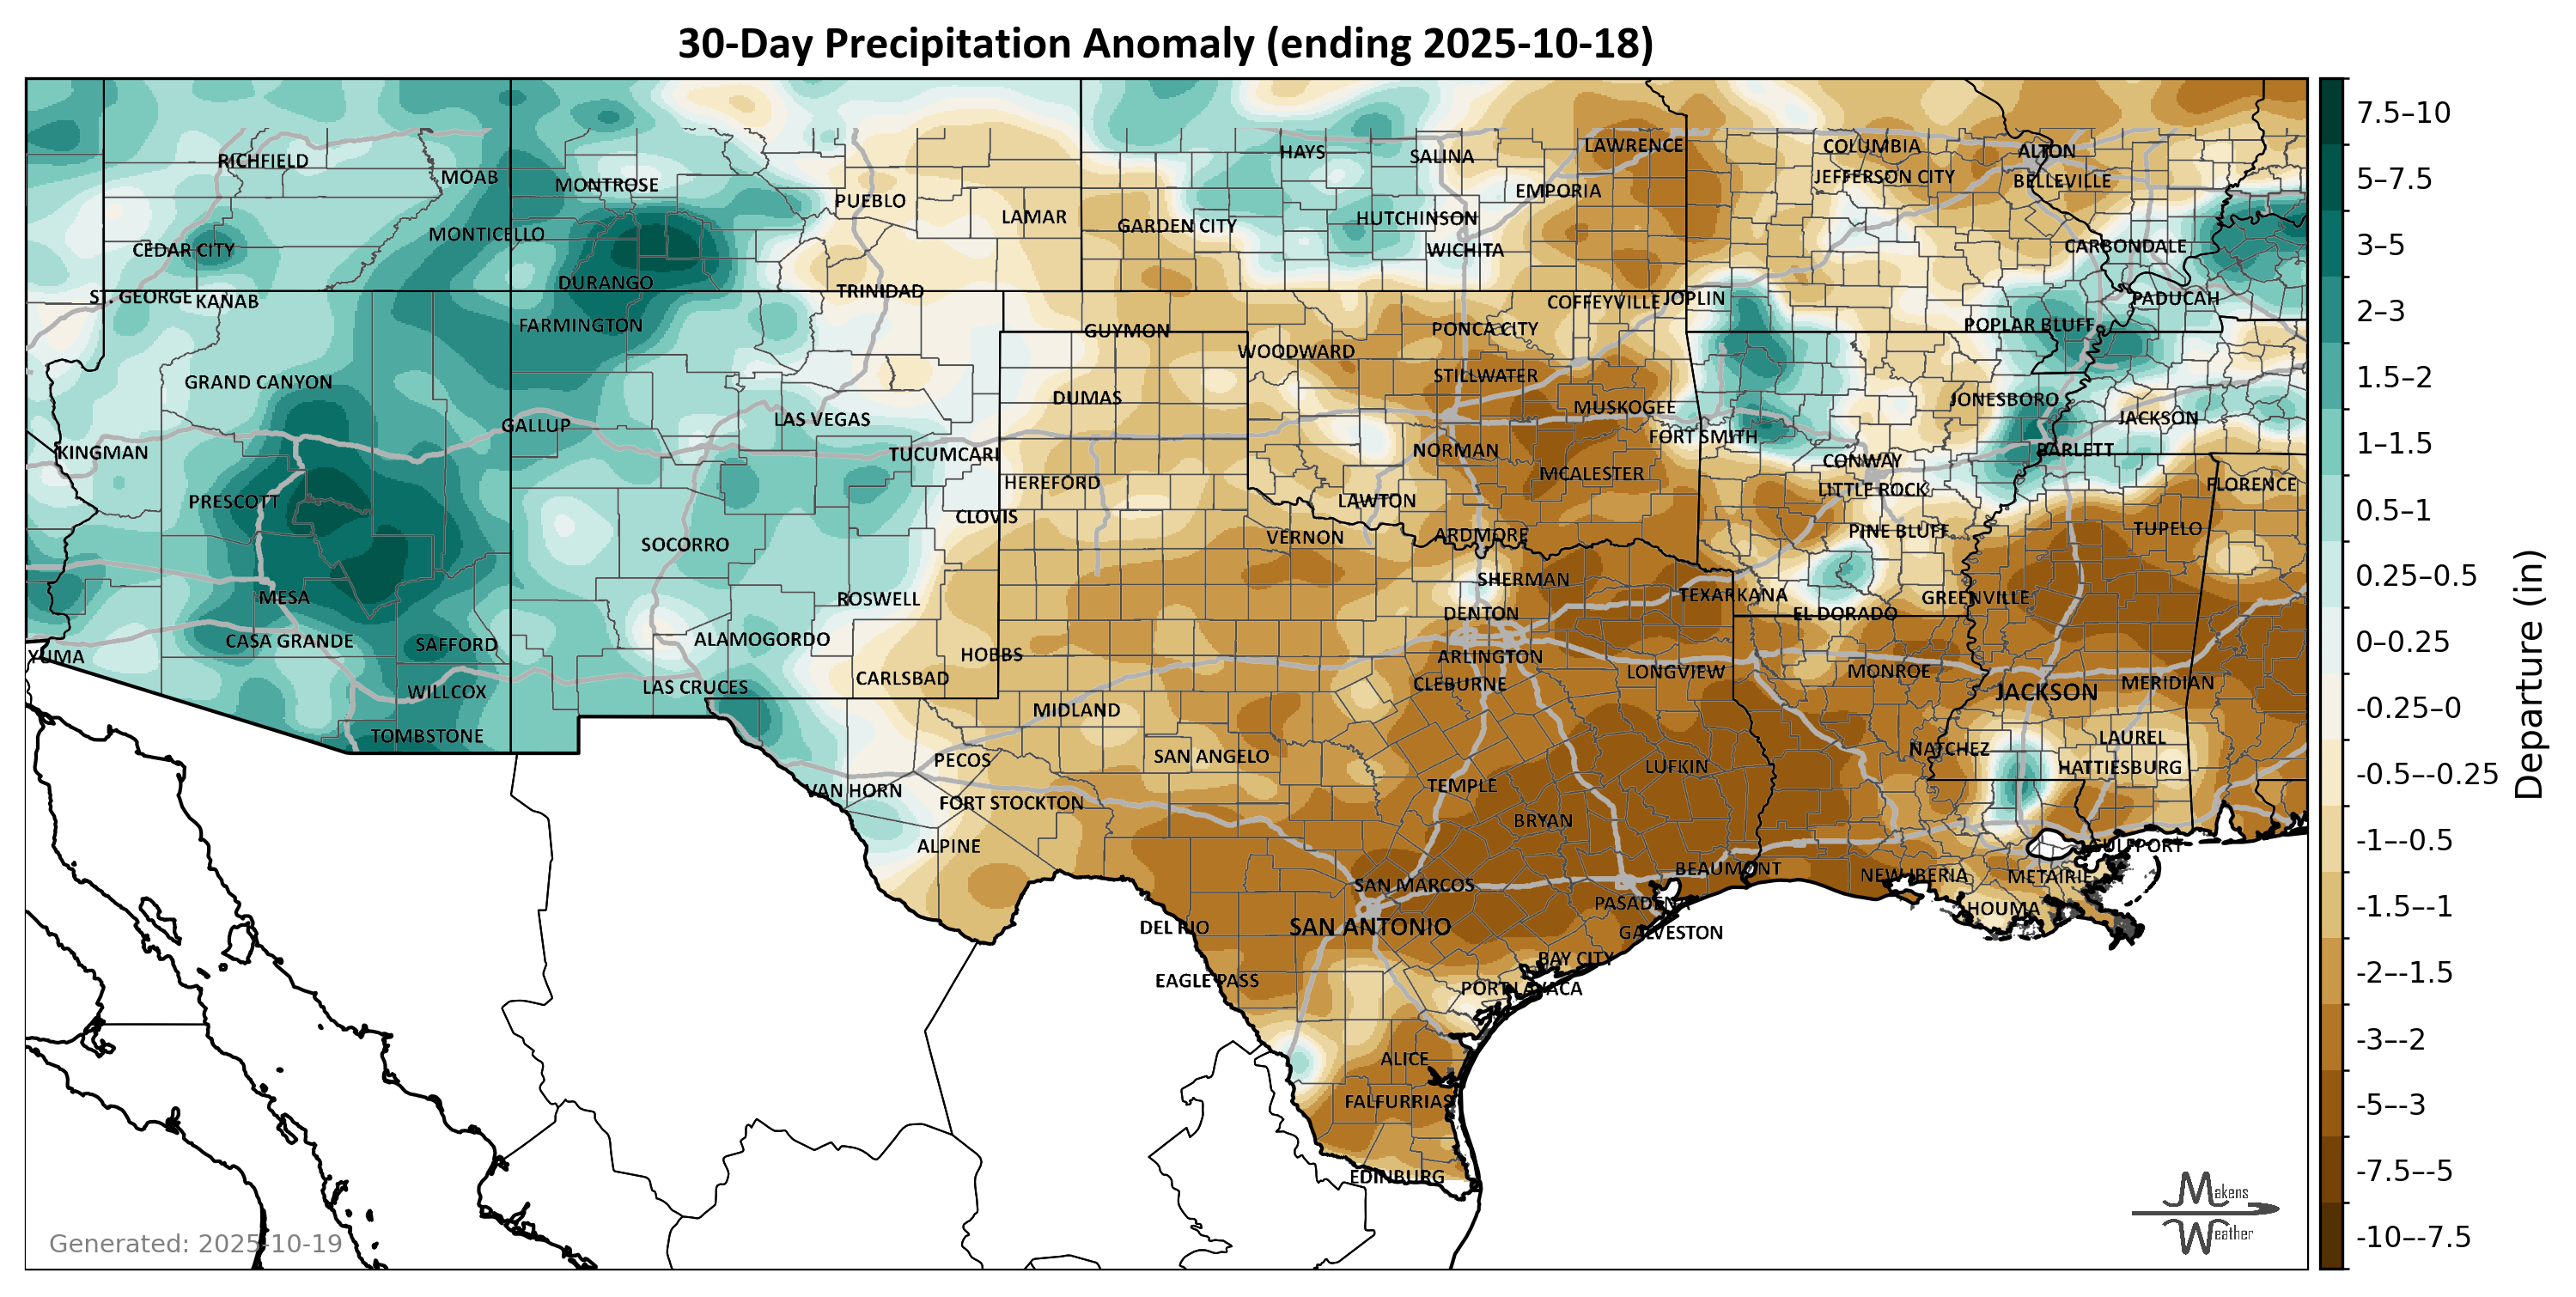 30-Day Precipitation Anomaly (ending 2025-10-18)
RICHFIELD
MOAB
MONTROSE
PUEBLO
LAMAR
HAYS
SALINA
LAWRENCE
EMPORIA
COLUMBIA
ALTON
JEFFERSON CITY
BELLEVILLE
CEDAR CITY
MONTICELLO
GARDEN CITY
HUTCHINSON
WICHITA
CARBONDALE
DURANGO
ST. GEORGE
KANAB
TRINIDAD
COFFEYVILLE
JOPLIN
PADUCAH
FARMINGTON
GUYMON
PONCA CITY
POPLAR BLUFF
WOODWARD
STILLWATER
GRAND CANYON
DUMAS
MUSKOGEE
JONESBORO
JACKSON
GALLUP
LAS VEGAS
FORT SMITH
KINGMAN
TUCUMCARI
NORMAN
BARLETT
CONWAY
MCALESTER
HEREFORD
LITTLE ROCK
FLORENCE
PRESCOTT
LAWTON
CLOVIS
VERNON
ARDMORE
PINE BLUFF
TUPELO
SOCORRO
SHERMAN
MESA
ROSWELL
TEXARKANA
GREENVILLE
DENTON
EL DORADO
CASA GRANDE
SAFFORD
ALAMOGORDO
HOBBS
ARLINGTON
YUMA
CARLSBAD
CLEBURNE
LONGVIEW
MONROE
JACKSON
MERIDIAN
WILLCOX
LAS CRUCES
MIDLAND
TOMBSTONE
PECOS
SAN ANGELO
LUFKIN
NATCHEZ
LAUREL
HATTIESBURG
VAN HORN
FORT STOCKTON
TEMPLE
BRYAN
ALPINE
GULFPORT
SAN MARCOS
BEAUMONT
NEW IBERIA
METAIRIE
PASADENA
HOUMA
DEL RIO
SAN ANTONIO
GALVESTON
BAY CITY
EAGLE PASS
PORT LAVACA
ALICE
FALFURRIAS
EDINBURG
Generated: 2025-10-19
Makens
Weather
7.5–10
5–7.5
3–5
2–3
1.5–2
1–1.5
0.5–1
0.25–0.5
0–0.25
-0.25–0
-0.5–-0.25
-1–-0.5
-1.5–-1
-2–-1.5
-3–-2
-5–-3
-7.5–-5
-10–-7.5
Departure (in)